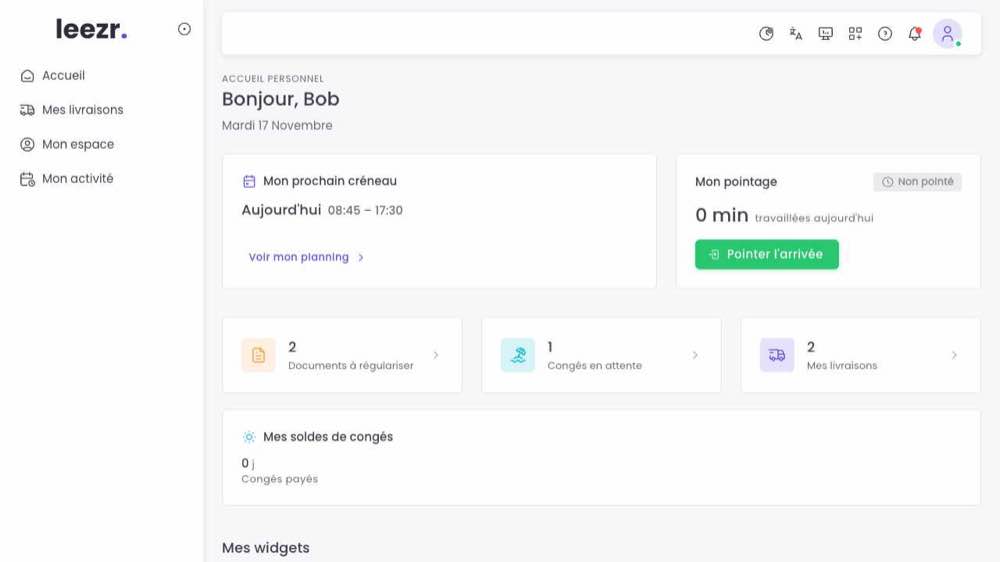 leezr.
Accueil
Mes livraisons
Mon espace
Mon activité
ACCUEIL PERSONNEL
Bonjour, Bob
Mardi 17 Novembre
Mon prochain créneau
Aujourd'hui 08:45 – 17:30
Voir mon planning
Mon pointage
Non pointé
0 min travaillées aujourd'hui
Pointer l'arrivée
2
Documents à régulariser
1
Congés en attente
2
Mes livraisons
Mes soldes de congés
0 j
Congés payés
Mes widgets